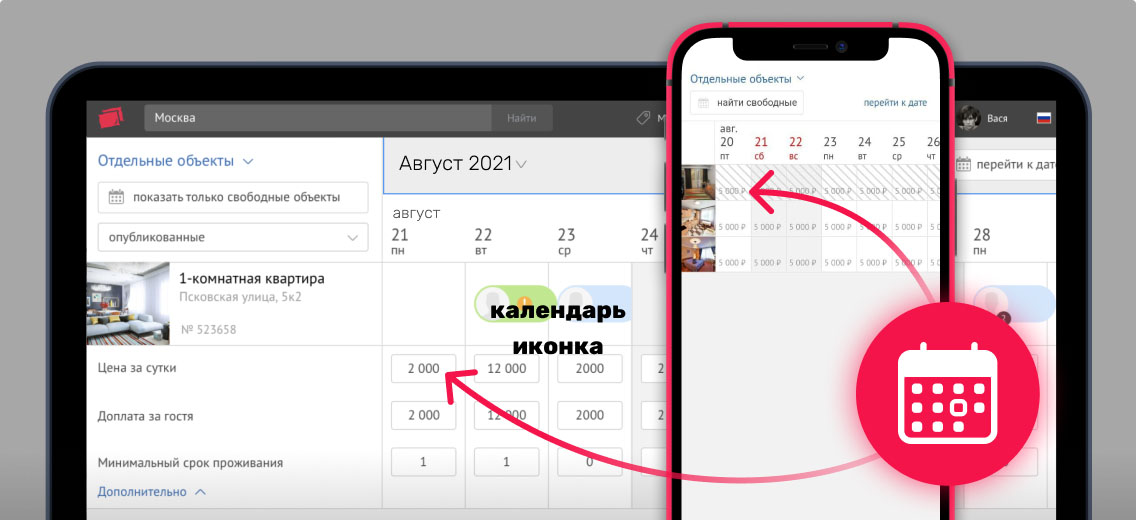 Москва
Найти
М
Вася
Отдельные объекты
показать только свободные объекты
опубликованные
Август 2021
перейти к дате
август
21
пн
22
вт
23
ср
24
чт
28
пн
1-комнатная квартира
Псковская улица, 5к2
№ 523658
календарь
иконка
Цена за сутки
2 000
12 000
2000
2
Доплата за гостя
2 000
12 000
2000
2
Минимальный срок проживания
1
1
0
Дополнительно
Отдельные объекты
найти свободные
перейти к дате
авг.
20 21 22 23 24 25 26
пт сб вс пн вт ср чт
5 000 ₽ 5 000 ₽ 5 000 ₽ 5 000 ₽ 5 000 ₽ 5 000 ₽ 5 0
5 000 ₽ 5 000 ₽ 5 000 ₽ 5 000 ₽ 5 000 ₽ 5 000 ₽ 5 0
5 000 ₽ 5 000 ₽ 5 000 ₽ 5 000 ₽ 5 000 ₽ 5 000 ₽ 5 0